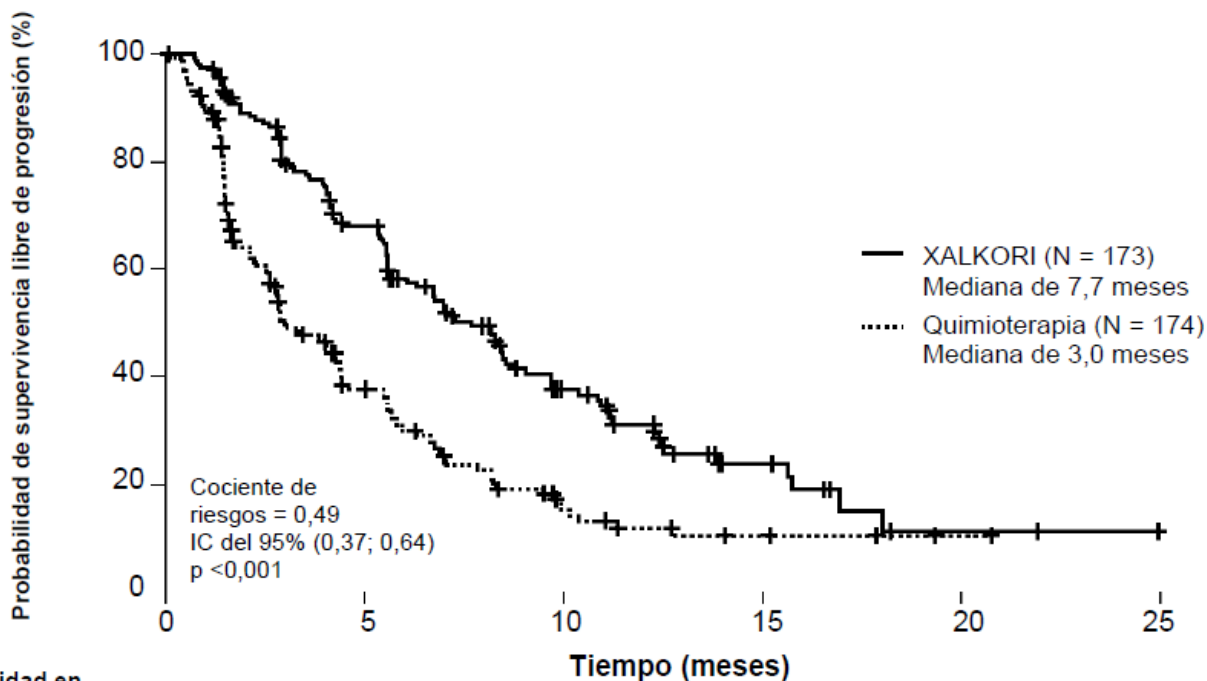 Probabilidad de supervivencia libre de progresión (%)
100
80
60
40
20
0
XALKORI (N = 173)
Mediana de 7,7 meses
Quimioterapia (N = 174)
Mediana de 3,0 meses
Cociente de
riesgos = 0,49
IC del 95% (0,37; 0,64)
p <0,001
0 5 10 15 20 25
Tiempo (meses)